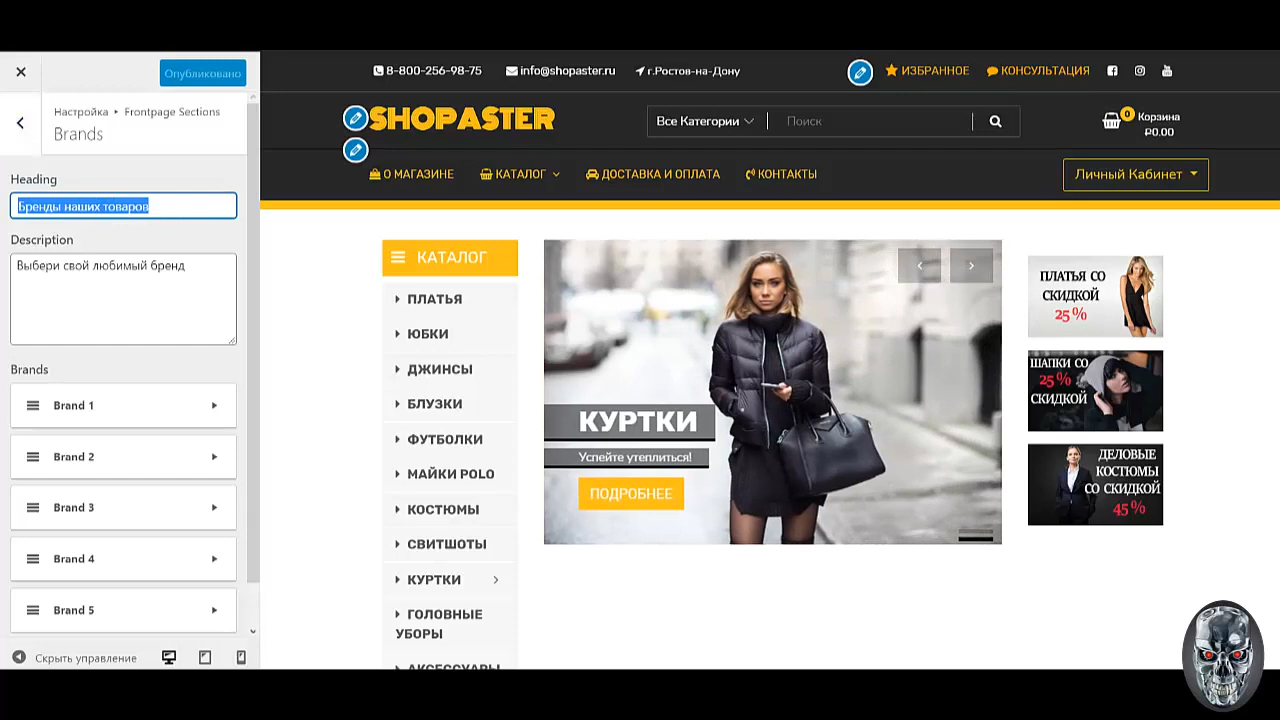 Опубликовано
Настройка ▸ Frontpage Sections
Brands
Heading
Бренды наших товаров
Description
Выбери свой любимый бренд
Brands
Brand 1
Brand 2
Brand 3
Brand 4
Brand 5
Скрыть управление
8-800-256-98-75 info@shopaster.ru г.Ростов-на-Дону ИЗБРАННОЕ КОНСУЛЬТАЦИЯ
SHOPASTER Все Категории Поиск 0 Корзина
₽0.00
О МАГАЗИНЕ КАТАЛОГ ДОСТАВКА И ОПЛАТА КОНТАКТЫ Личный Кабинет
КАТАЛОГ
ПЛАТЬЯ
ЮБКИ
ДЖИНСЫ
БЛУЗКИ
ФУТБОЛКИ
МАЙКИ POLO
КОСТЮМЫ
СВИТШОТЫ
КУРТКИ
ГОЛОВНЫЕ
УБОРЫ
АКСЕССУАРЫ
КУРТКИ
Успейте утеплиться!
ПОДРОБНЕЕ
ПЛАТЬЯ СО
СКИДКОЙ
25 %
ШАПКИ СО
25 %
СКИДКОЙ
ДЕЛОВЫЕ
КОСТЮМЫ
СО СКИДКОЙ
45 %